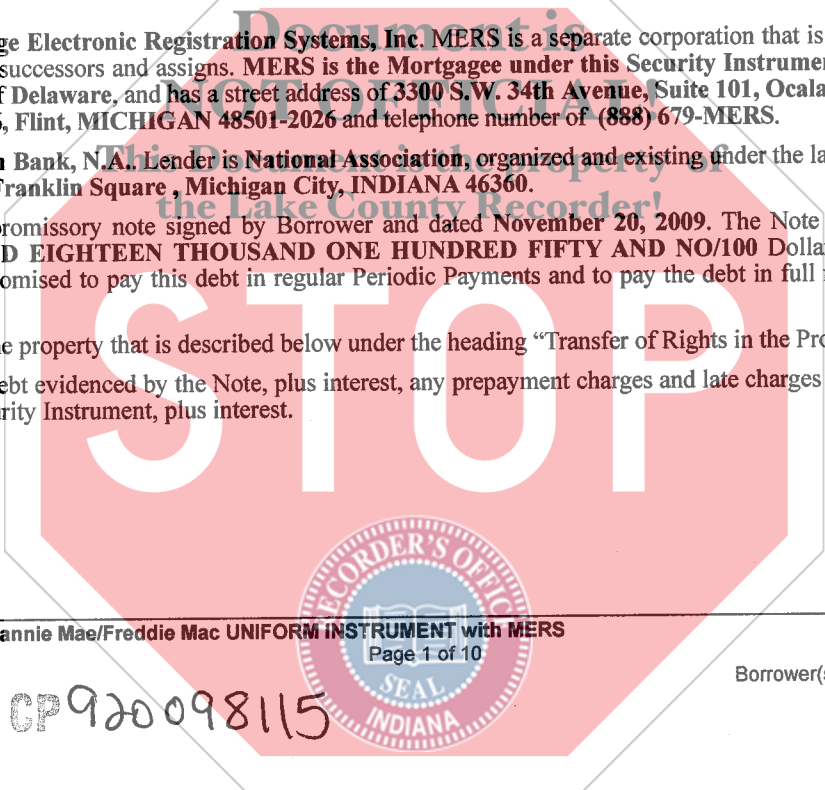 Document is
ge Electronic Registration Systems, Inc. MERS is a separate corporation that is
successors and assigns. MERS is the Mortgagee under this Security Instrume
NOT OFFICIAL!
f Delaware, and has a street address of 3300 S.W. 34th Avenue, Suite 101, Ocala
, Flint, MICHIGAN 48501-2026 and telephone number of (888) 679-MERS.
This Document is the property of
n Bank, N.A.. Lender is National Association, organized and existing under the la
Franklin Square , Michigan City, INDIANA 46360.
the Lake County Recorder!
romissory note signed by Borrower and dated November 20, 2009. The Note
D EIGHTEEN THOUSAND ONE HUNDRED FIFTY AND NO/100 Dolla
omised to pay this debt in regular Periodic Payments and to pay the debt in full
STOP
e property that is described below under the heading “Transfer of Rights in the Pro
ebt evidenced by the Note, plus interest, any prepayment charges and late charges
rity Instrument, plus interest.
RECORDER'S OFFICE
SEAL
INDIANA
annie Mae/Freddie Mac UNIFORM INSTRUMENT with MERS
Page 1 of 10
Borrower(s
CP 920098115